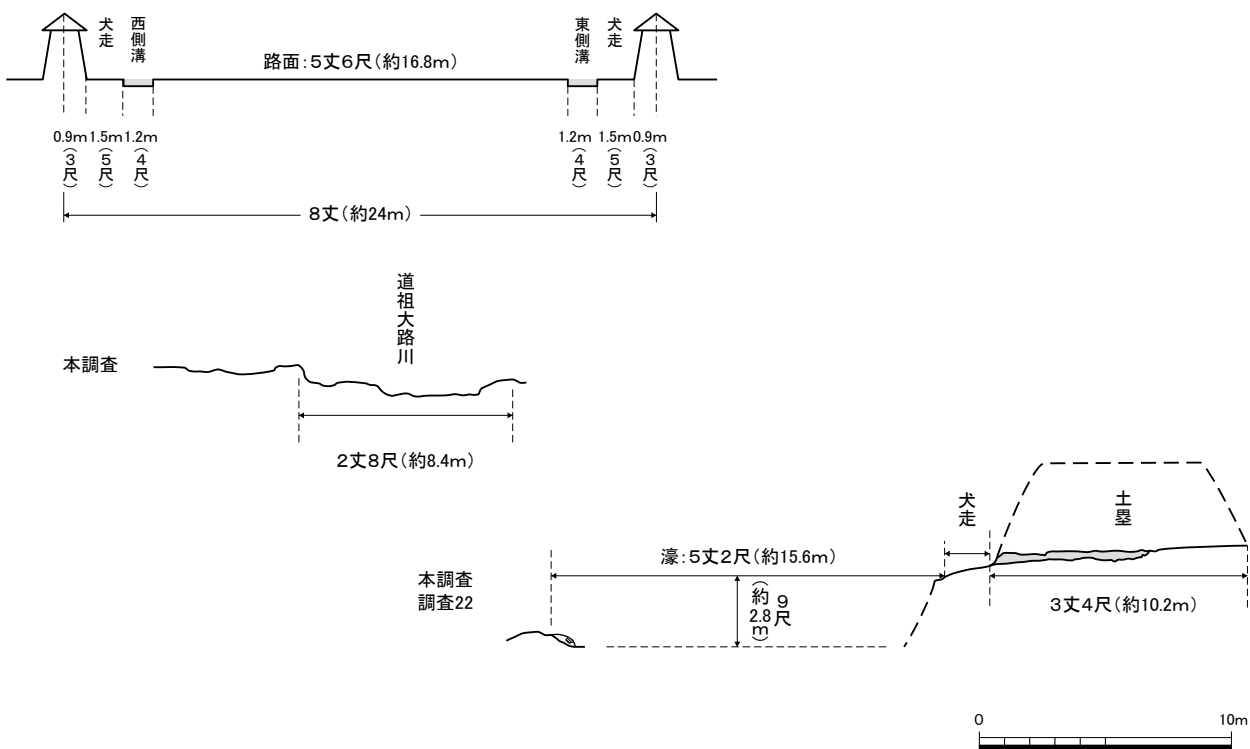 犬走
西側溝
路面：5丈6尺（約16.8m）
東側溝
犬走
0.9m 1.5m 1.2m
（3尺）
（5尺）
（4尺）
1.2m 1.5m 0.9m
（4尺）
（5尺）
（3尺）
8丈（約24m）
道祖大路川
本調査
2丈8尺（約8.4m）
犬走
土塁
濠：5丈2尺（約15.6m）
本調査
調査22
9尺
（約2.8m）
3丈4尺（約10.2m）
0
10m